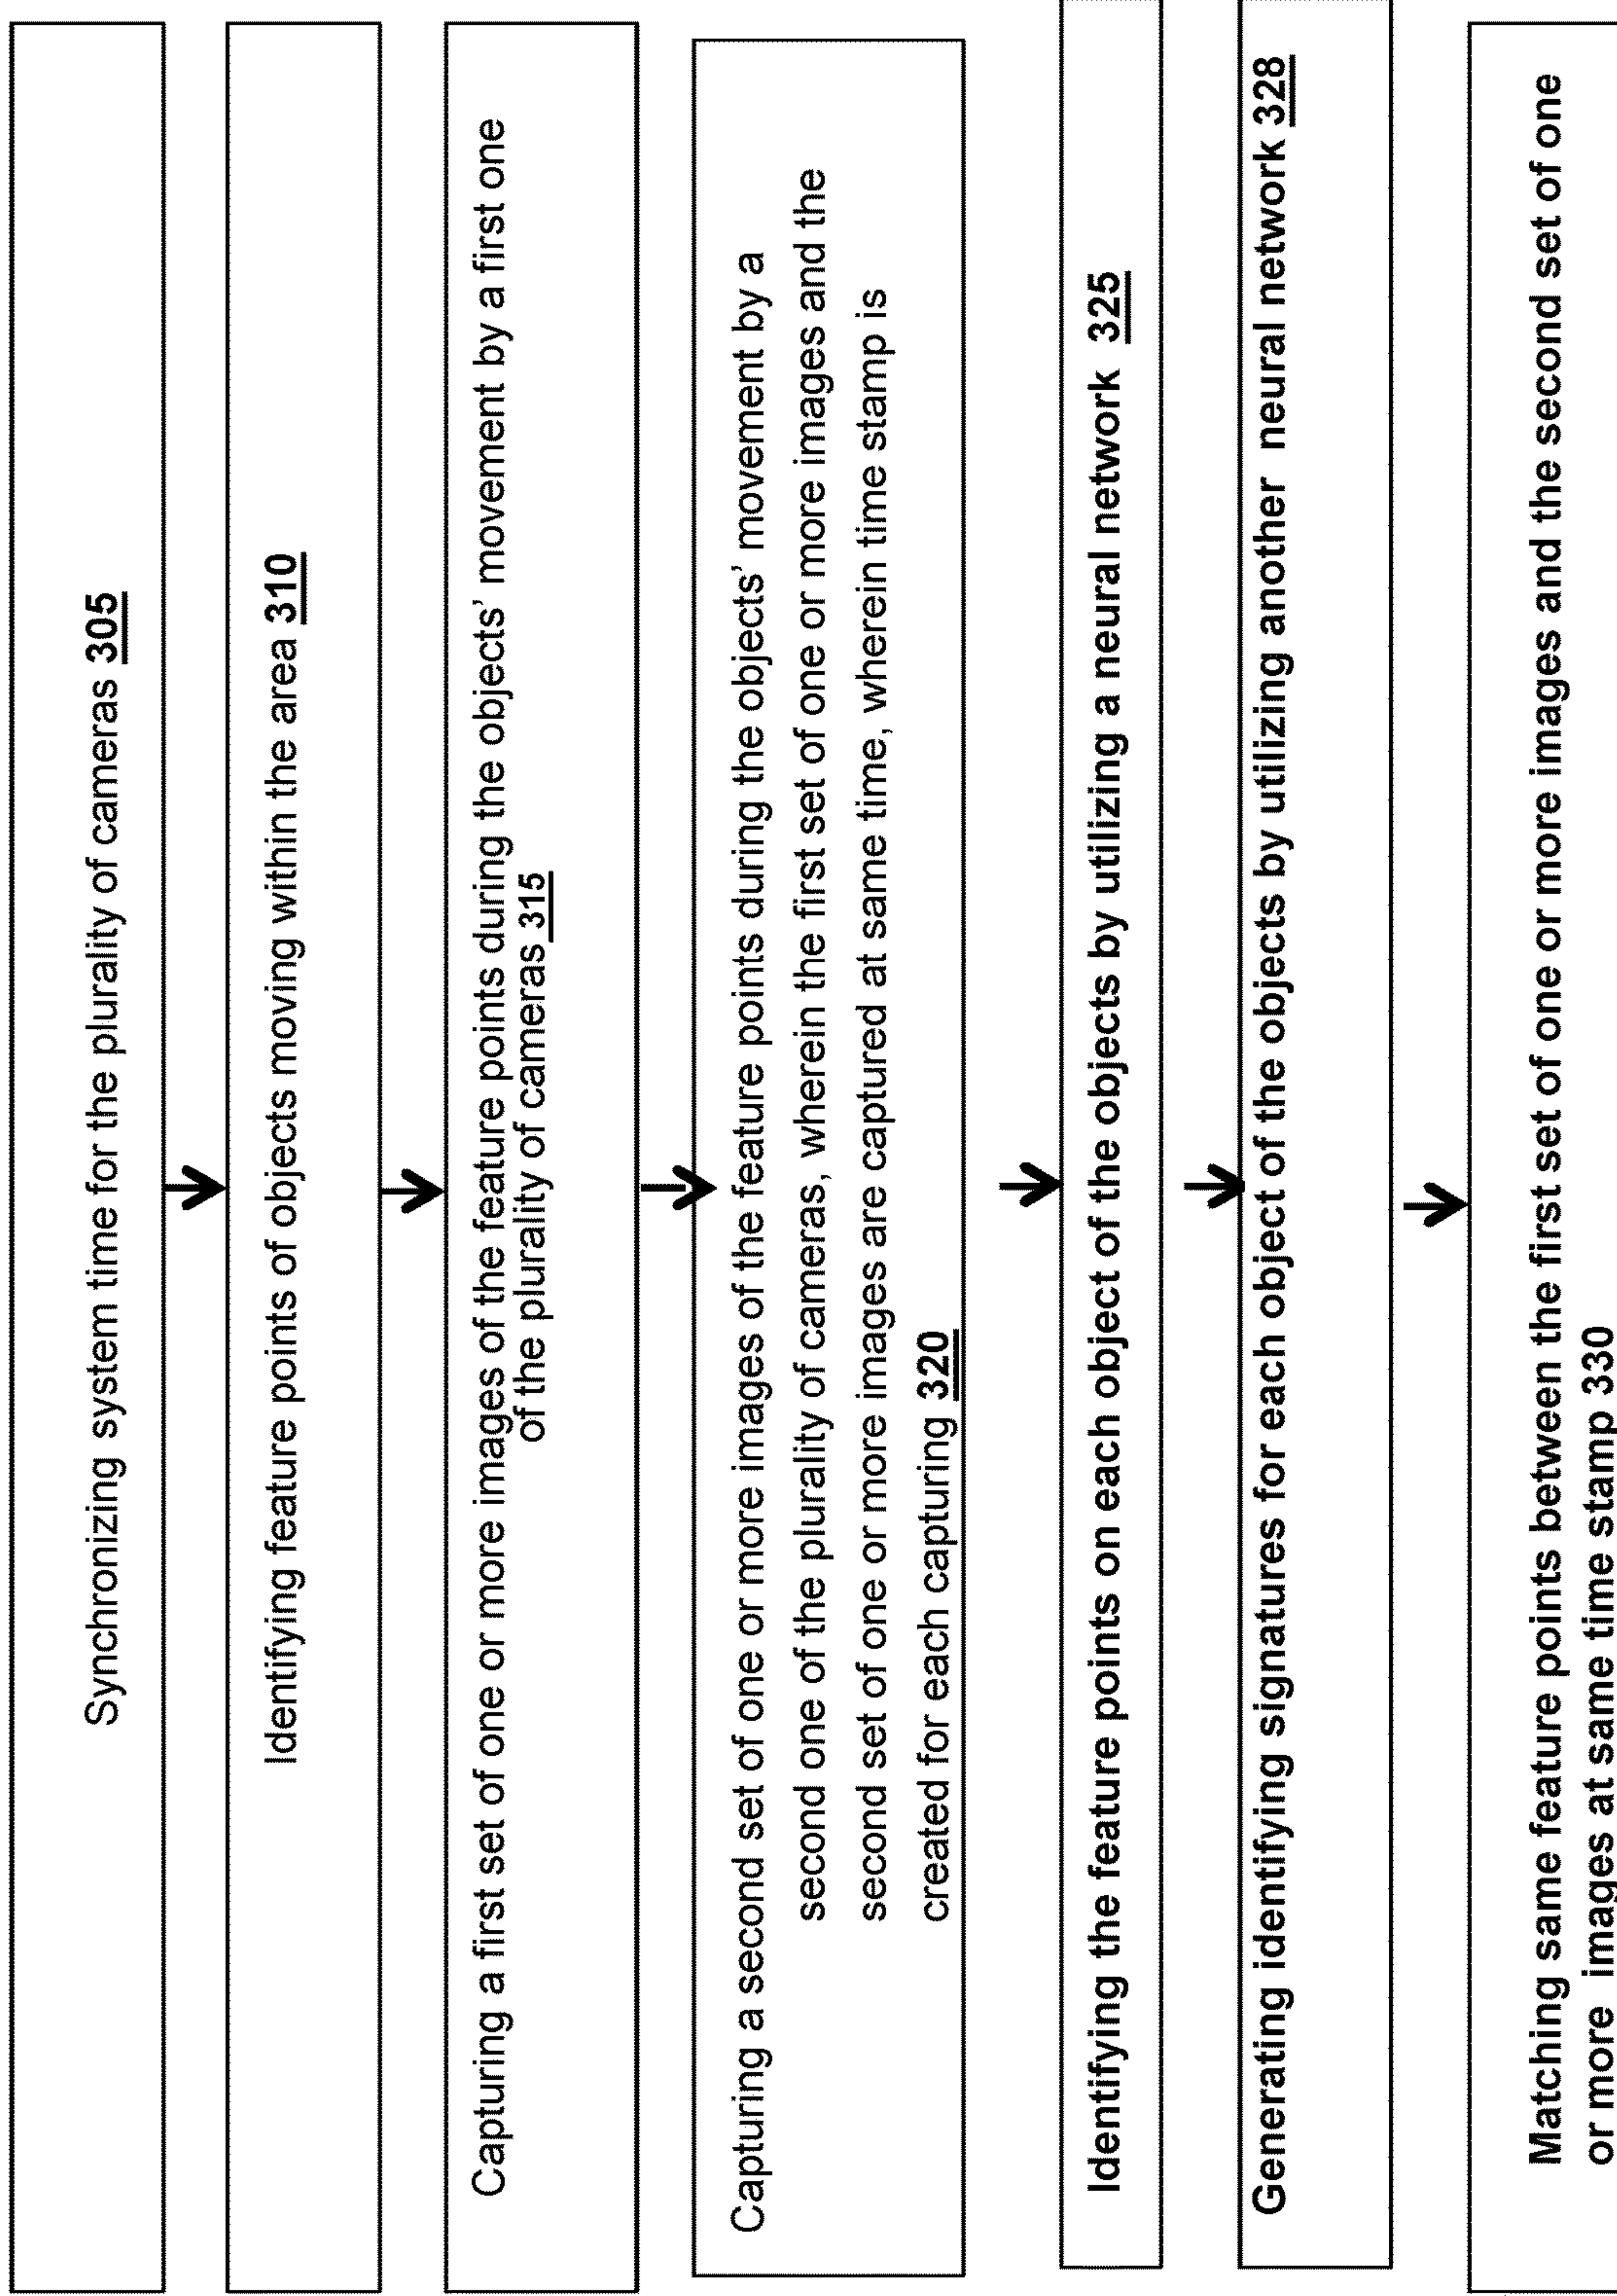 Synchronizing system time for the plurality of cameras 305
Identifying feature points of objects moving within the area 310
Capturing a first set of one or more images of the feature points during the objects' movement by a first one
of the plurality of cameras 315
Capturing a second set of one or more images of the feature points during the objects' movement by a
second one of the plurality of cameras, wherein the first set of one or more images and the
second set of one or more images are captured at same time, wherein time stamp is
created for each capturing 320
Identifying the feature points on each object of the objects by utilizing a neural network 325
Generating identifying signatures for each object of the objects by utilizing another neural network 328
Matching same feature points between the first set of one or more images and the second set of one
or more images at same time stamp 330